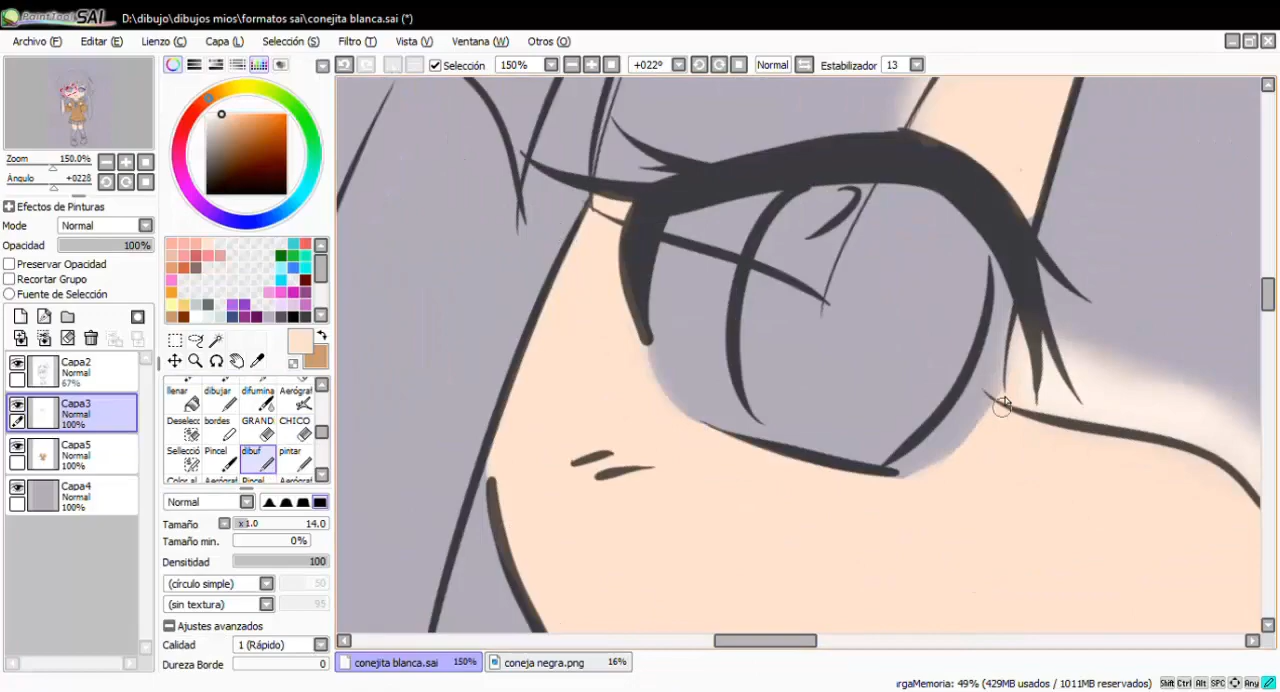 PaintTool SAI D:\dibujo\dibujos mios\formatos sai\conejita blanca.sai (*)
Archivo (F) Editar (E) Lienzo (C) Capa (L) Selección (S) Filtro (T) Vista (V) Ventana (W) Otros (O)
Selección 150% +022º Normal Estabilizador 13
Zoom 150.0%
Ángulo +022ß
Efectos de Pinturas
Mode Normal
Opacidad 100%
Preservar Opacidad
Recortar Grupo
Fuente de Selección
Capa2
Normal
67%
Capa3
Normal
100%
Capa5
Normal
100%
Capa4
Normal
100%
llenar dibujar difumina Aeróg
Deselecc bordes GRAND CHICO
Selecció Pincel dibuf pintar
Normal
Tamaño x1.0 14.0
Tamaño min. 0%
Densitidad 100
(círculo simple) 50
(sin textura) 95
Ajustes avanzados
Calidad 1 (Rápido)
Dureza Borde 0
conejita blanca.sai 150% coneja negra.png 16%
ırgaMemoria: 49% (429MB usados / 1011MB reservados) Shift Ctrl Alt SPC Any